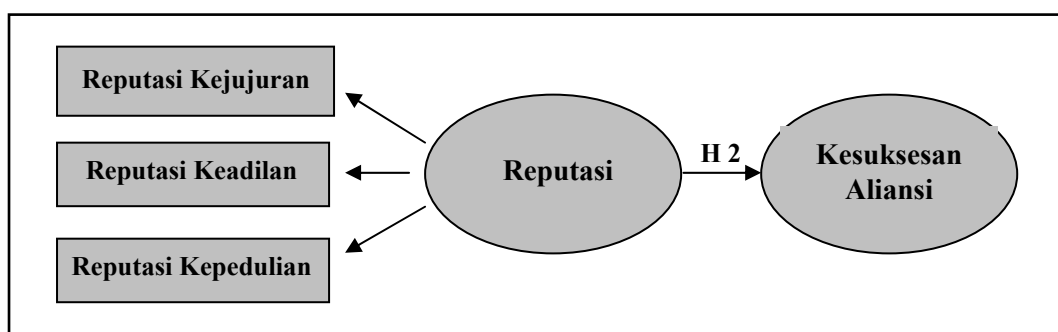 Reputasi Kejujuran
Reputasi Keadilan
Reputasi Kepedulian
Reputasi
H 2
Kesuksesan
Aliansi